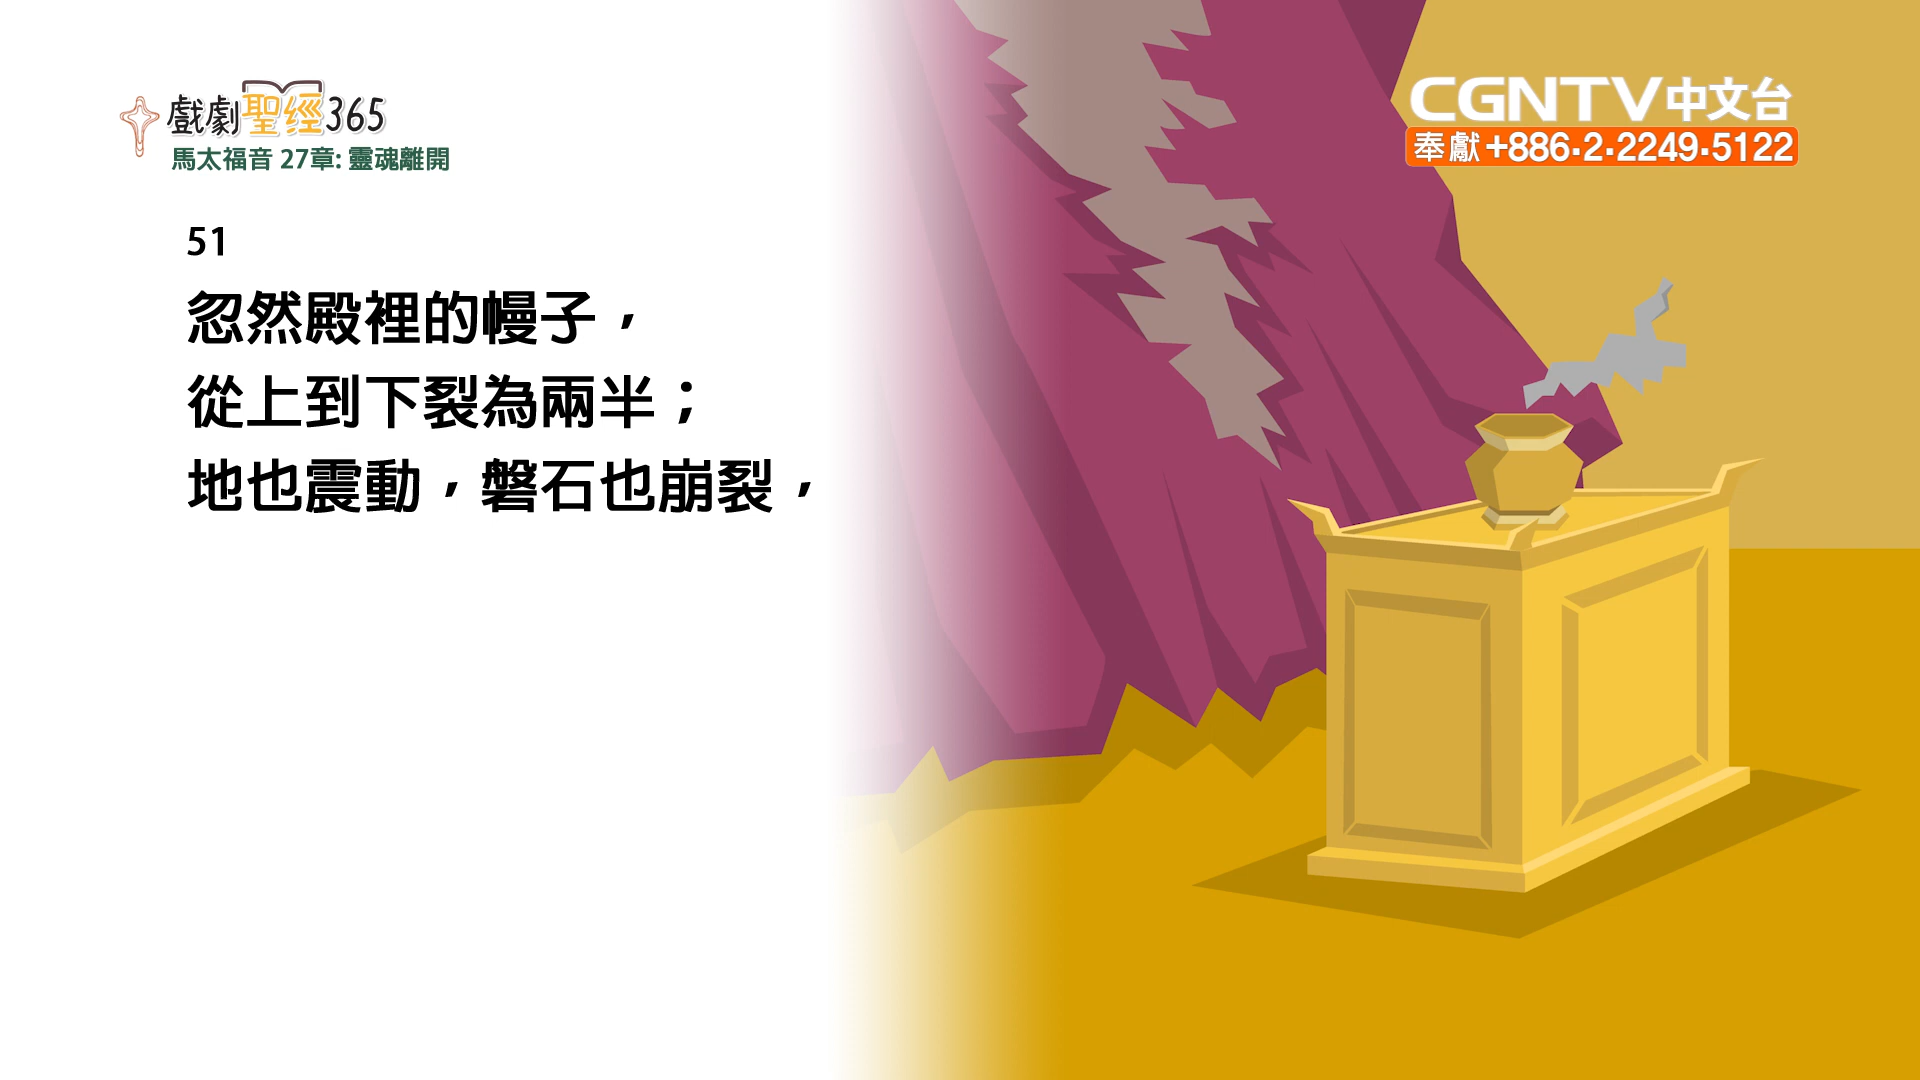 戲劇聖經365
馬太福音 27章: 靈魂離開
CGNTV中文台
奉獻 +886·2·2249·5122
51
忽然殿裡的幔子，
從上到下裂為兩半；
地也震動，磐石也崩裂，